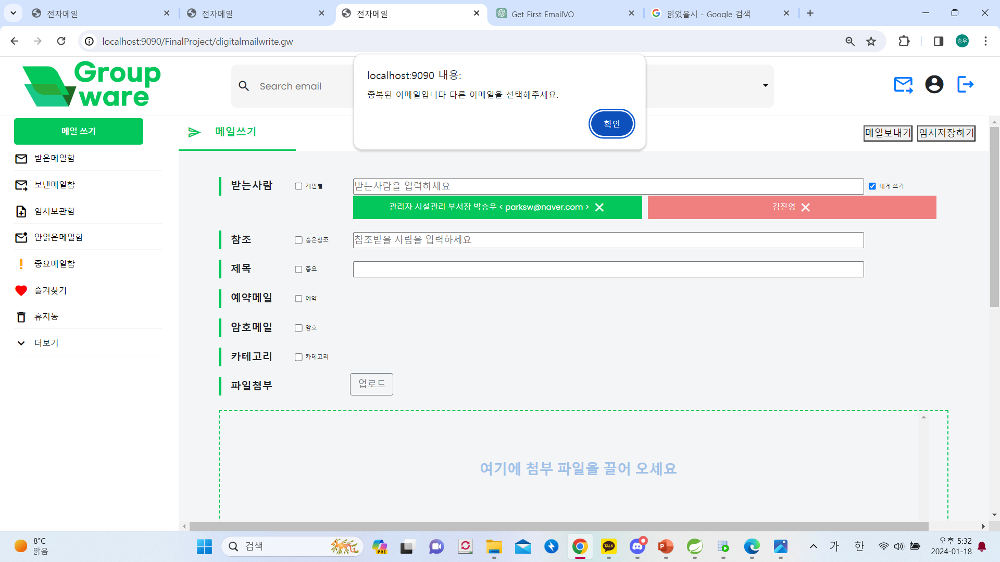 전자메일
전자메일
전자메일
Get First EmailVO
읽었을시 - Google 검색
localhost:9090/FinalProject/digitalmailwrite.gw
승우
Group
ware
Search email
localhost:9090 내용:
중복된 이메일입니다 다른 이메일을 선택해주세요.
확인
메일 쓰기
받은메일함
보낸메일함
임시보관함
안읽은메일함
중요메일함
즐겨찾기
휴지통
더보기
메일쓰기
메일보내기
임시저장하기
받는사람
개인별
받는사람을 입력하세요
내게 쓰기
관리자 시설관리 부서장 박승우 < parksw@naver.com >
김진영
참조
숨은참조
참조받을 사람을 입력하세요
제목
중요
예약메일
예약
암호메일
암호
카테고리
카테고리
파일첨부
업로드
여기에 첨부 파일을 끌어 오세요
8°C
맑음
검색
PRE
TALK
가
한
오후 5:32
2024-01-18